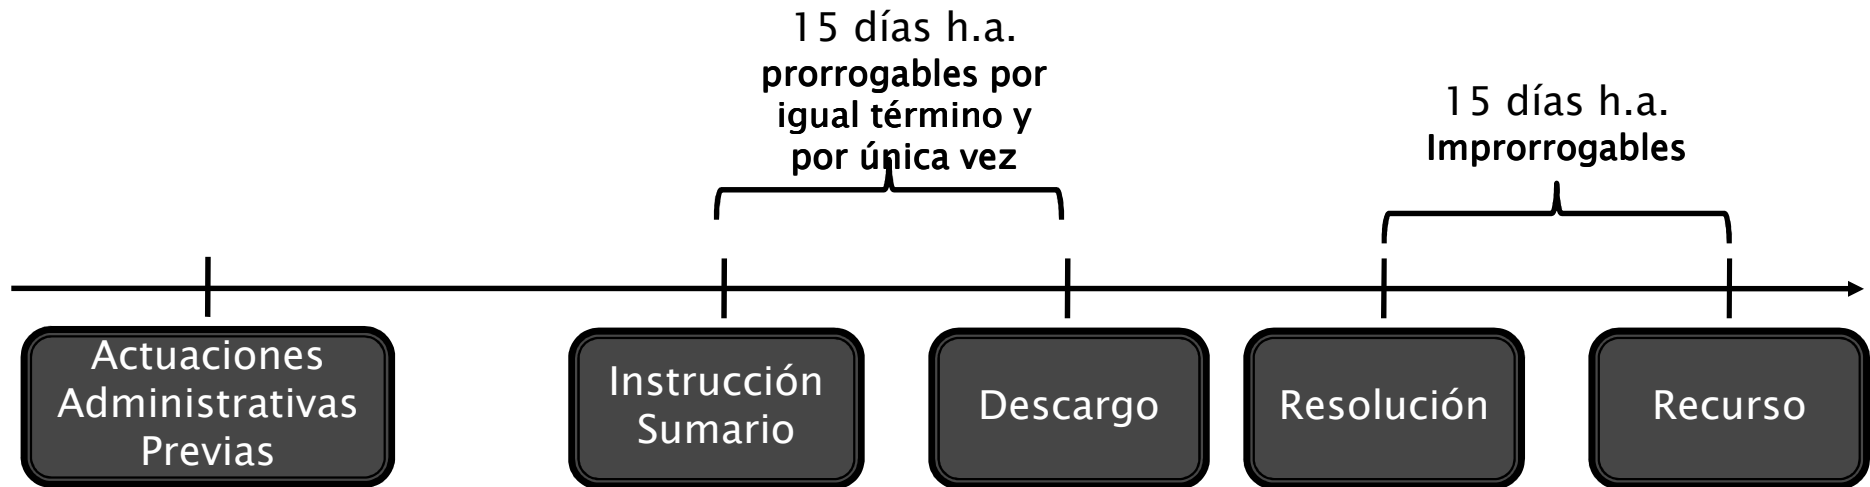 15 días h.a.
prorrogables por
igual término y
por única vez
15 días h.a.
Improrrogables
Actuaciones
Administrativas
Previas
Instrucción
Sumario
Descargo
Resolución
Recurso